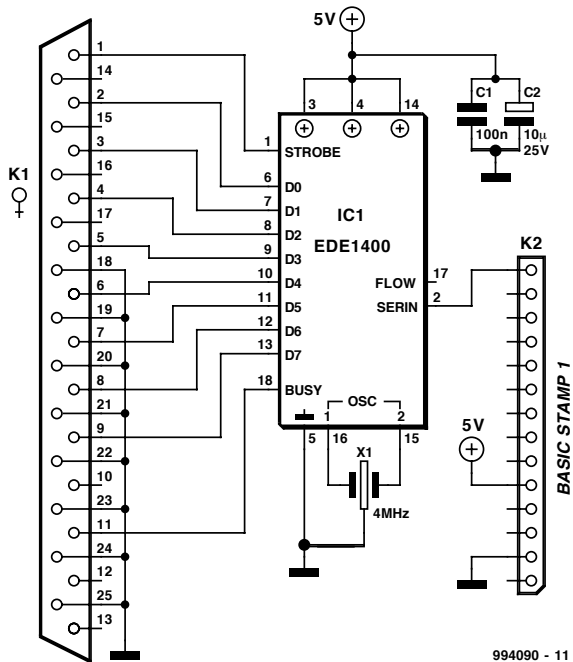 5V
1
14
2
15
3
16
4
17
5
18
6
19
7
20
8
21
9
22
10
23
11
24
12
25
13
K1
3 4 14
1 STROBE
6 D0
7 D1
8 D2
9 D3
10 D4
11 D5
12 D6
13 D7
18 BUSY
IC1
EDE1400
FLOW 17
SERIN 2
OSC
1 2
5 16 15
X1
4MHz
C1 C2
100n 10µ
25V
K2
5V
BASIC STAMP 1
994090 - 11